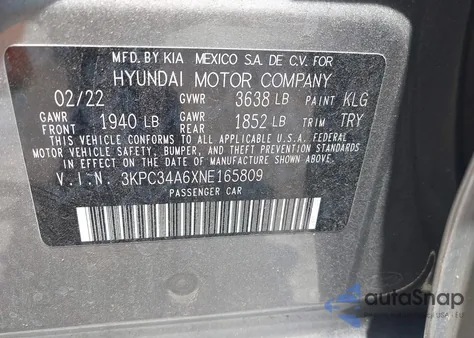 MFD. BY KIA MEXICO S.A. DE C.V. FOR
HYUNDAI MOTOR COMPANY
02/22 GVWR 3638 LB PAINT KLG
GAWR FRONT 1940 LB GAWR REAR 1852 LB TRIM TRY
THIS VEHICLE CONFORMS TO ALL APPLICABLE U.S.A. FEDERAL
MOTOR VEHICLE SAFETY, BUMPER, AND THEFT PREVENTION STANDARDS
IN EFFECT ON THE DATE OF MANUFACTURE SHOWN ABOVE.
V.I.N. 3KPC34A6XNE165809
PASSENGER CAR
autoSnap